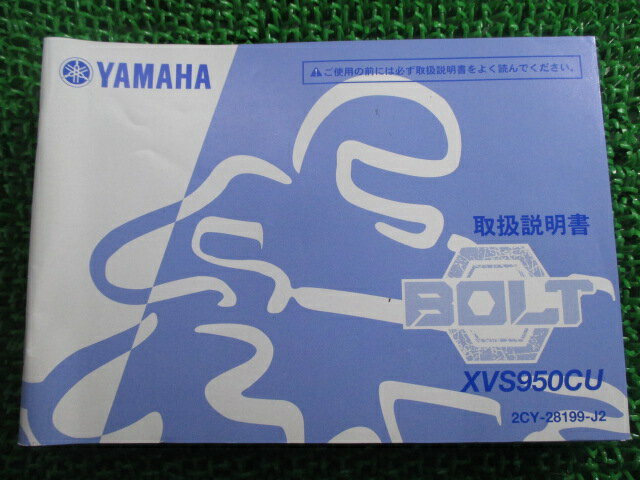 YAMAHA
⚠ご使用の前には必ず取扱説明書をよく読んでください。
取扱説明書
BOLT
XVS950CU
2CY-28199-J2